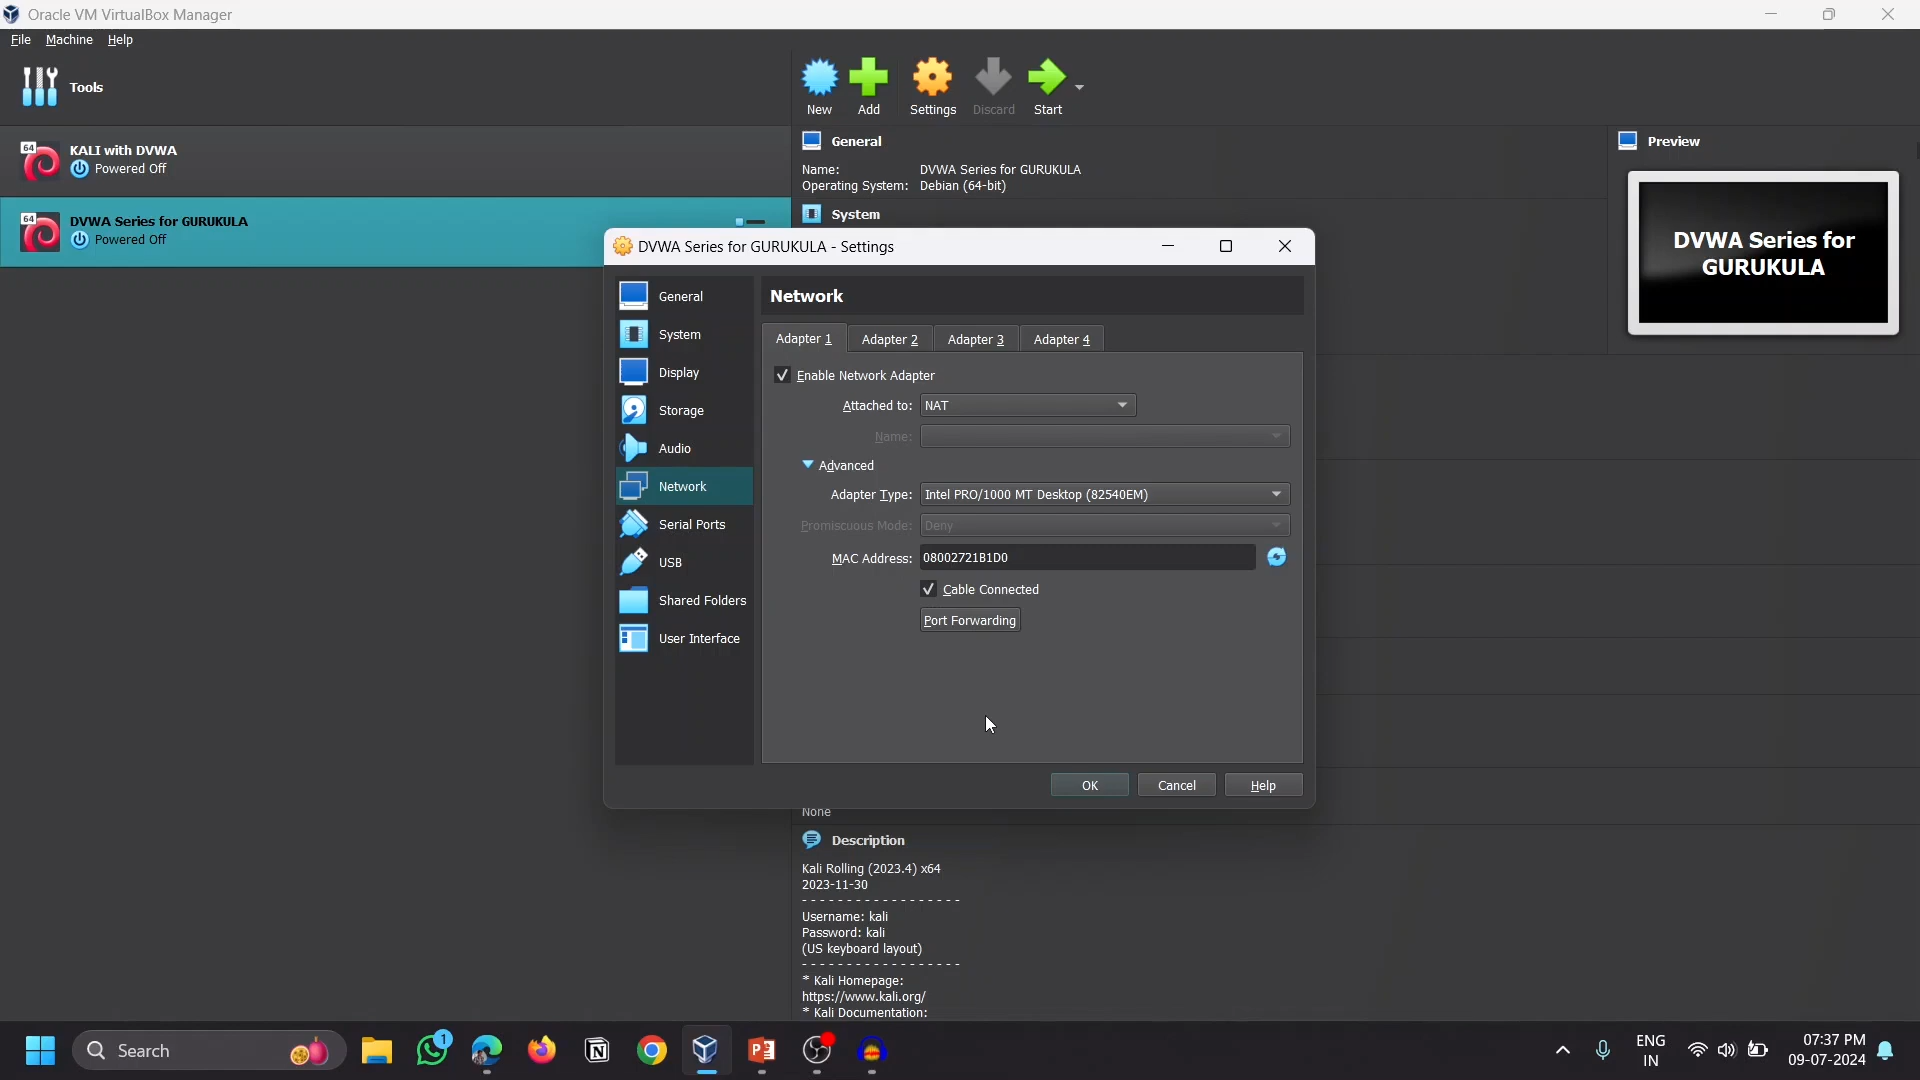 Oracle VM VirtualBox Manager
File Machine Help
Tools
New Add Settings Discard Start
64 KALI with DVWA
Powered Off
64 DVWA Series for GURUKULA
Powered Off
General
Name: DVWA Series for GURUKULA
Operating System: Debian (64-bit)
System
Preview
DVWA Series for
GURUKULA
DVWA Series for GURUKULA - Settings
General
System
Display
Storage
Audio
Network
Serial Ports
USB
Shared Folders
User Interface
Network
Adapter 1 Adapter 2 Adapter 3 Adapter 4
Enable Network Adapter
Attached to: NAT
Name:
Advanced
Adapter Type: Intel PRO/1000 MT Desktop (82540EM)
Promiscuous Mode: Deny
MAC Address: 08002721B1D0
Cable Connected
Port Forwarding
OK Cancel Help
None
Description
Kali Rolling (2023.4) x64
2023-11-30
- - - - - - - - - - - - - - - - - -
Username: kali
Password: kali
(US keyboard layout)
- - - - - - - - - - - - - - - - - -
* Kali Homepage:
https://www.kali.org/
* Kali Documentation:
Search
1
ENG
IN
07:37 PM
09-07-2024